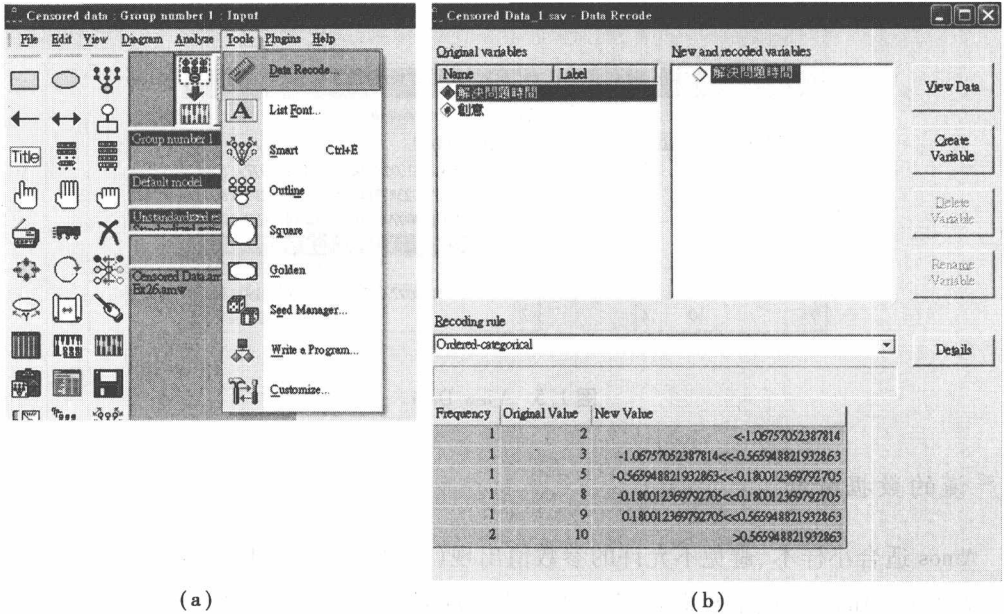 Censored data : Group number 1 : Input
File Edit View Diagram Analyze Tools Plugins Help
Data Recode...
List Font...
Smart Ctrl+E
Outline
Square
Golden
Seed Manager...
Write a Program...
Customize...
Title
Group number 1
Default model
Unstandardized es
Standardized
Censored Data.am
Ex26.amw
(a)
Censored Data_1.sav - Data Recode
Original variables
Name Label
解決問題時間
創意
New and recoded variables
解決問題時間
View Data
Create Variable
Delete Variable
Rename Variable
Recoding rule
Ordered-categorical
Details
Frequency Original Value New Value
1 2 <-1.06757052387814
1 3 -1.06757052387814<<-0.565948821932863
1 5 -0.565948821932863<<-0.180012369792705
1 8 -0.180012369792705<<0.180012369792705
1 9 0.180012369792705<<0.565948821932863
2 10 >0.565948821932863
(b)